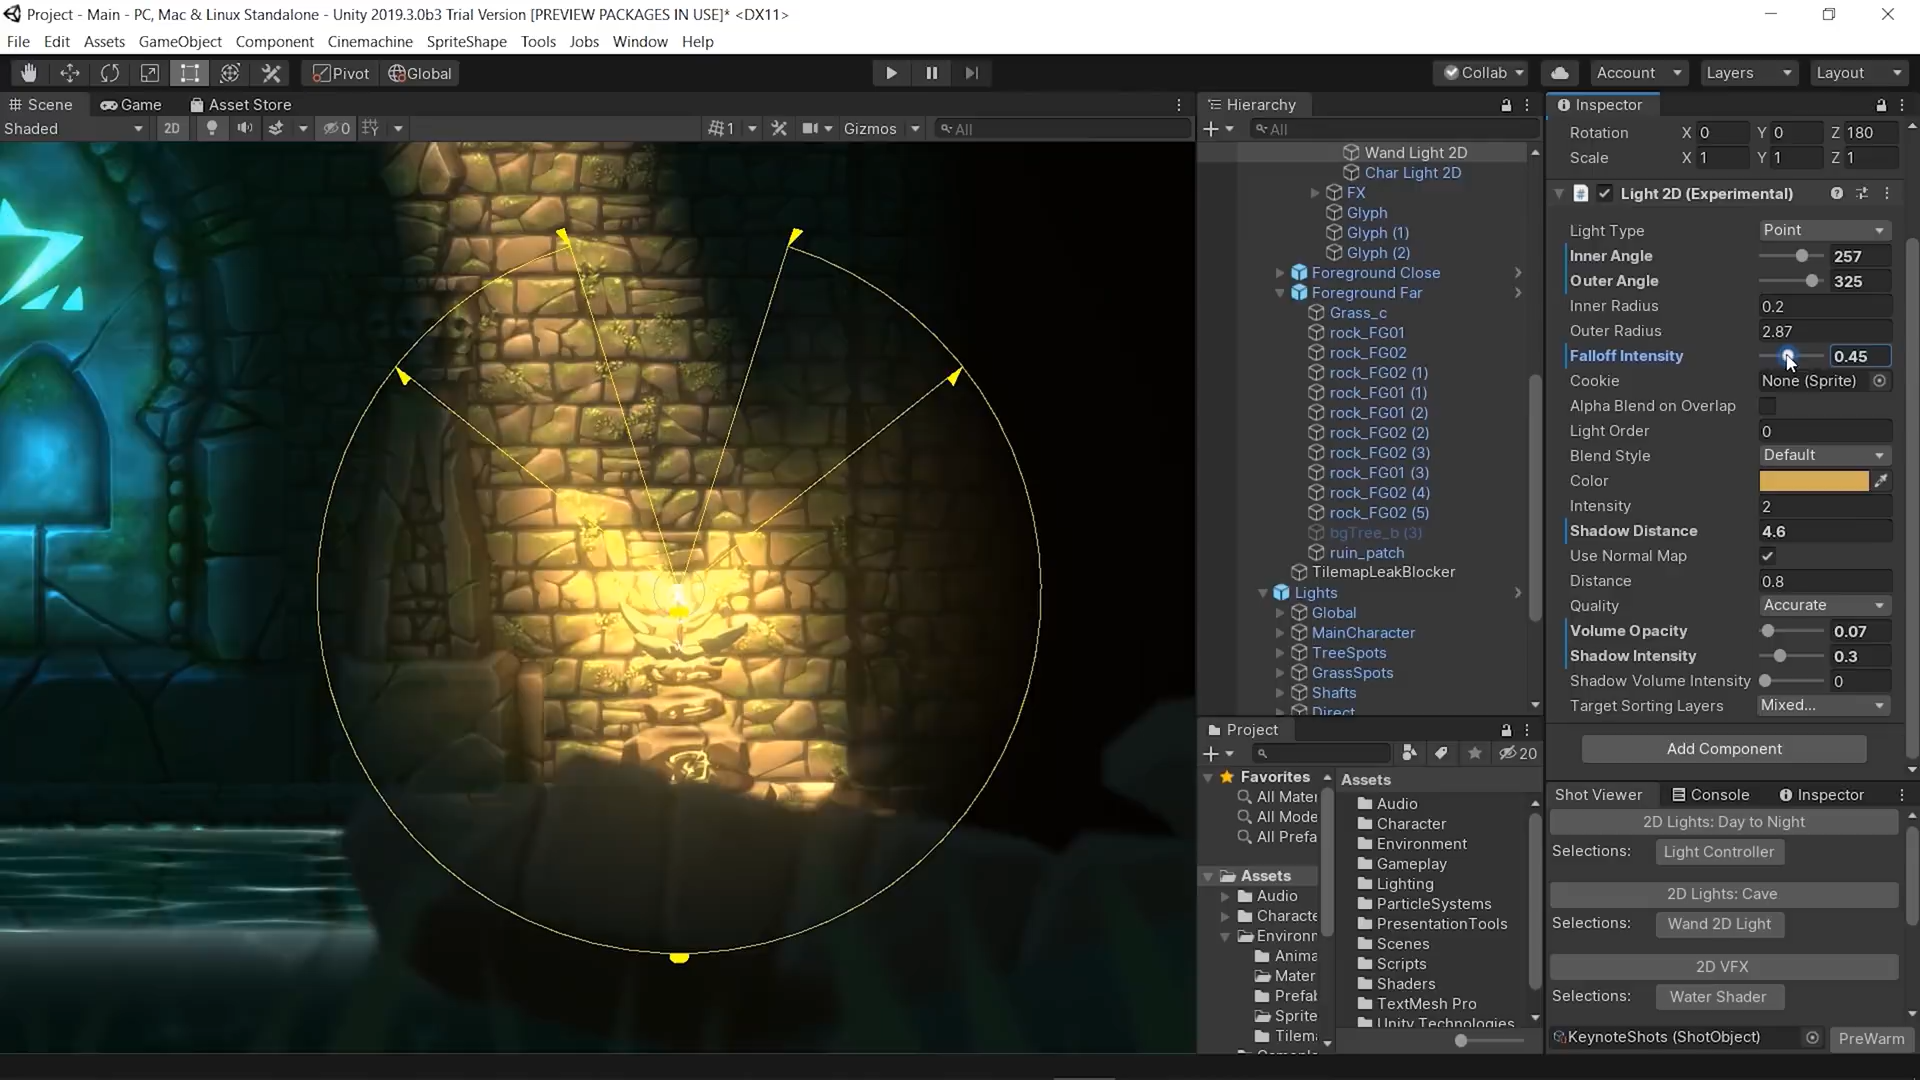 Project - Main - PC, Mac & Linux Standalone - Unity 2019.3.0b3 Trial Version [PREVIEW PACKAGES IN USE]* <DX11>
File Edit Assets GameObject Component Cinemachine SpriteShape Tools Jobs Window Help
Pivot Global Collab Account Layers Layout
Scene Game Asset Store
Shaded 2D 0 1 Gizmos All
Hierarchy
All
Wand Light 2D
Char Light 2D
FX
Glyph
Glyph (1)
Glyph (2)
Foreground Close
Foreground Far
Grass_c
rock_FG01
rock_FG02
rock_FG02 (1)
rock_FG01 (1)
rock_FG01 (2)
rock_FG02 (2)
rock_FG02 (3)
rock_FG01 (3)
rock_FG02 (4)
rock_FG02 (5)
bgTree_b (3)
ruin_patch
TilemapLeakBlocker
Lights
Global
MainCharacter
TreeSpots
GrassSpots
Shafts
Direct
Project
20
Favorites
All Mater
All Mode
All Prefa
Assets
Audio
Characte
Environn
Anima
Mater
Prefab
Sprite
Tilem
Assets
Audio
Character
Environment
Gameplay
Lighting
ParticleSystems
PresentationTools
Scenes
Scripts
Shaders
TextMesh Pro
Unity Technologies
Inspector
Rotation X 0 Y 0 Z 180
Scale X 1 Y 1 Z 1
Light 2D (Experimental)
Light Type Point
Inner Angle 257
Outer Angle 325
Inner Radius 0.2
Outer Radius 2.87
Falloff Intensity 0.45
Cookie None (Sprite)
Alpha Blend on Overlap
Light Order 0
Blend Style Default
Color
Intensity 2
Shadow Distance 4.6
Use Normal Map
Distance 0.8
Quality Accurate
Volume Opacity 0.07
Shadow Intensity 0.3
Shadow Volume Intensity 0
Target Sorting Layers Mixed...
Add Component
Shot Viewer Console Inspector
2D Lights: Day to Night
Selections: Light Controller
2D Lights: Cave
Selections: Wand 2D Light
2D VFX
Selections: Water Shader
KeynoteShots (ShotObject) PreWarm